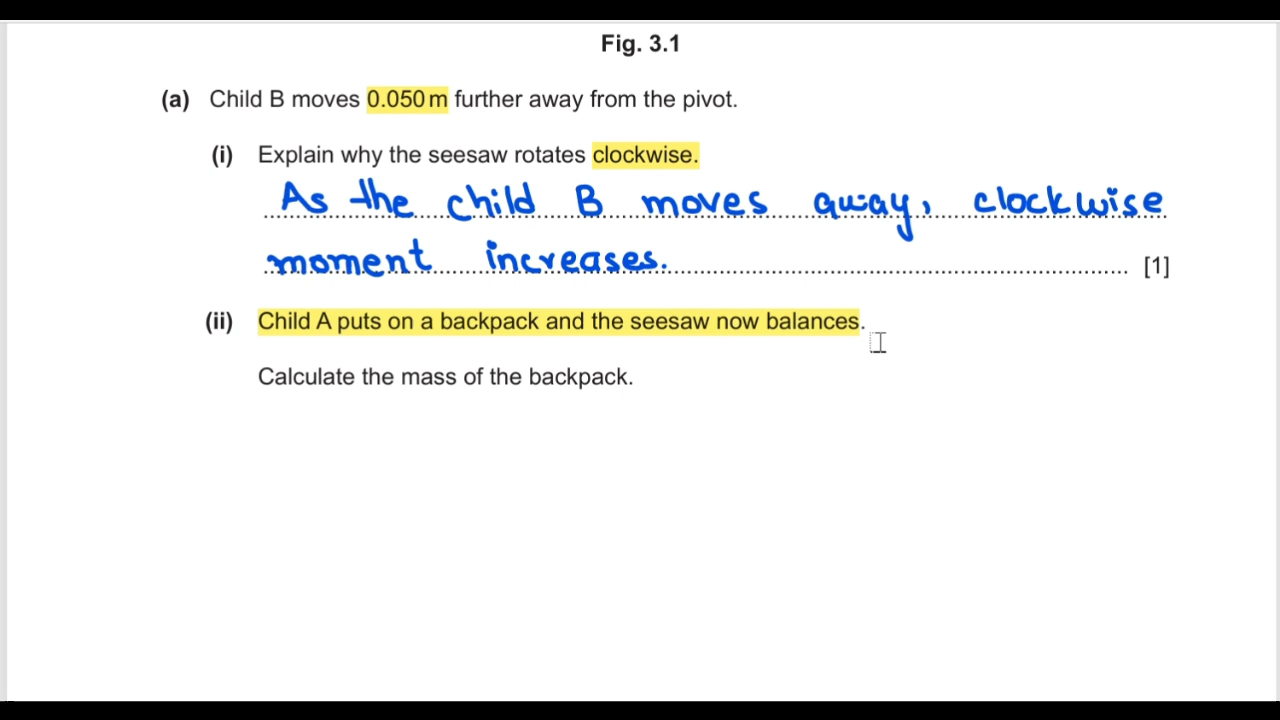 Fig. 3.1
(a) Child B moves 0.050 m further away from the pivot.
(i) Explain why the seesaw rotates clockwise.
As the child B moves away, clockwise
moment increases. [1]
(ii) Child A puts on a backpack and the seesaw now balances.
Calculate the mass of the backpack.